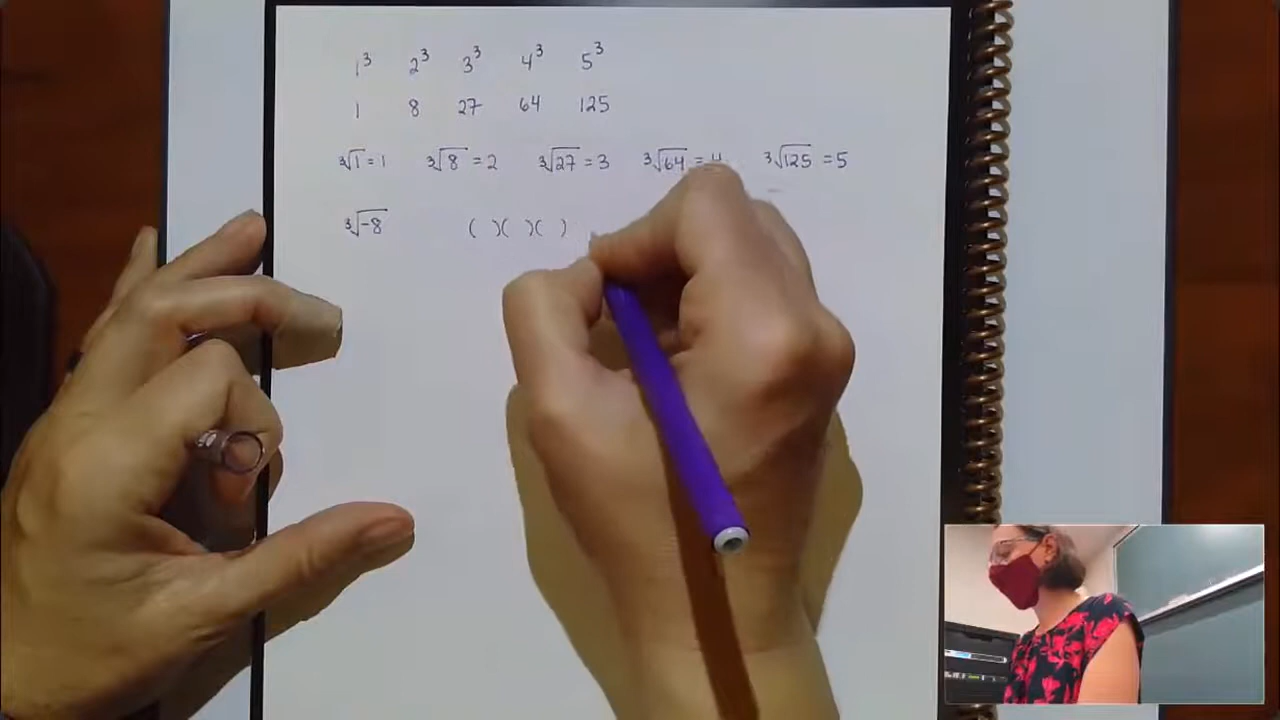 1³ 2³ 3³ 4³ 5³
1 8 27 64 125
∛1 = 1 ∛8 = 2 ∛27 = 3 ∛64 = 4 ∛125 = 5
∛-8 ( )( )( )